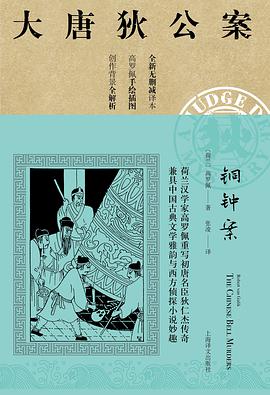 大唐狄公案
全新无删减译本
高罗佩手绘插图
创作背景全解析
JUDGE D
铜钟案
〔荷兰〕高罗佩 — 著
张凌 — 译
荷兰汉学家高罗佩重写初唐名臣狄仁杰传奇
兼具中国古典文学雅韵与西方侦探小说妙趣
Robert van Gulik
THE CHINESE BELL MURDERS
上海译文出版社